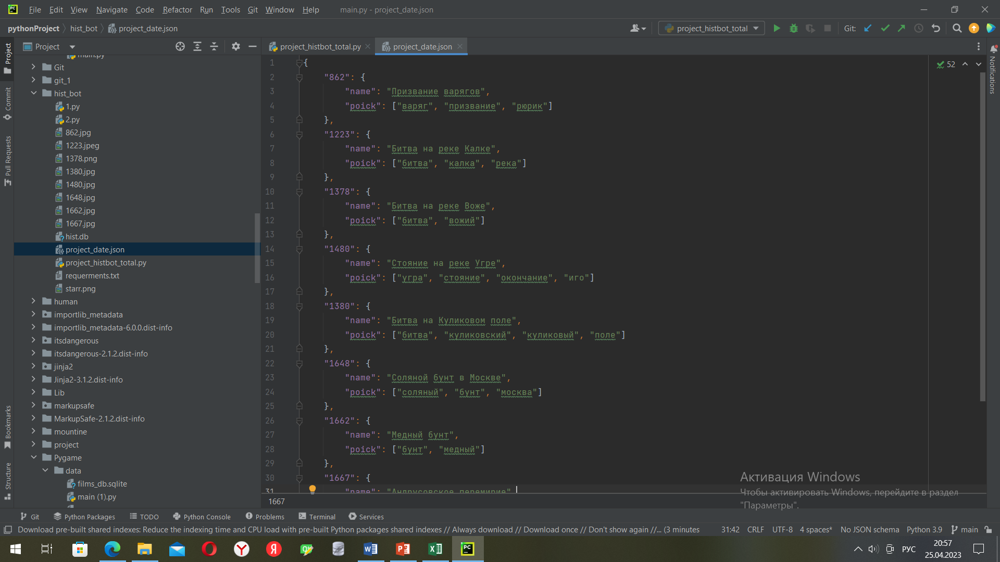 File Edit View Navigate Code Refactor Run Tools Git Window Help main.py - project_date.json
pythonProject hist_bot project_date.json project_histbot_total Git:
Project
project_histbot_total.py project_date.json
Project
Commit
Pull Requests
Bookmarks
Structure
Notifications
main.py
Git
git_1
hist_bot
1.py
2.py
862.jpg
1223.jpeg
1378.png
1380.jpg
1480.jpg
1648.jpg
1662.jpg
1667.jpg
hist.db
project_date.json
project_histbot_total.py
requerments.txt
starr.png
human
importlib_metadata
importlib_metadata-6.0.0.dist-info
itsdangerous
itsdangerous-2.1.2.dist-info
jinja2
Jinja2-3.1.2.dist-info
Lib
markupsafe
MarkupSafe-2.1.2.dist-info
mountine
project
Pygame
data
films_db.sqlite
main (1).py
52
1 {
2 "862": {
3 "name": "Призвание варягов",
4 "poick": ["варяг", "призвание", "рюрик"]
5 },
6 "1223": {
7 "name": "Битва на реке Калке",
8 "poick": ["битва", "калка", "река"]
9 },
10 "1378": {
11 "name": "Битва на реке Воже",
12 "poick": ["битва", "вожий"]
13 },
14 "1480": {
15 "name": "Стояние на реке Угре",
16 "poick": ["угра", "стояние", "окончание", "иго"]
17 },
18 "1380": {
19 "name": "Битва на Куликовом поле",
20 "poick": ["битва", "куликовский", "куликовый", "поле"]
21 },
22 "1648": {
23 "name": "Соляной бунт в Москве",
24 "poick": ["соляный", "бунт", "москва"]
25 },
26 "1662": {
27 "name": "Медный бунт",
28 "poick": ["бунт", "медный"]
29 },
30 "1667": {
31 "name": "Андрусовское перемирие",
1667
Активация Windows
Чтобы активировать Windows, перейдите в раздел
"Параметры".
Git Python Packages TODO Python Console Problems Terminal Services
Download pre-built shared indexes: Reduce the indexing time and CPU load with pre-built Python packages shared indexes // Always download // Download once // Don't show again //... (3 minutes 31:42 CRLF UTF-8 4 spaces* No JSON schema Python 3.9 main
РУС
20:57
25.04.2023